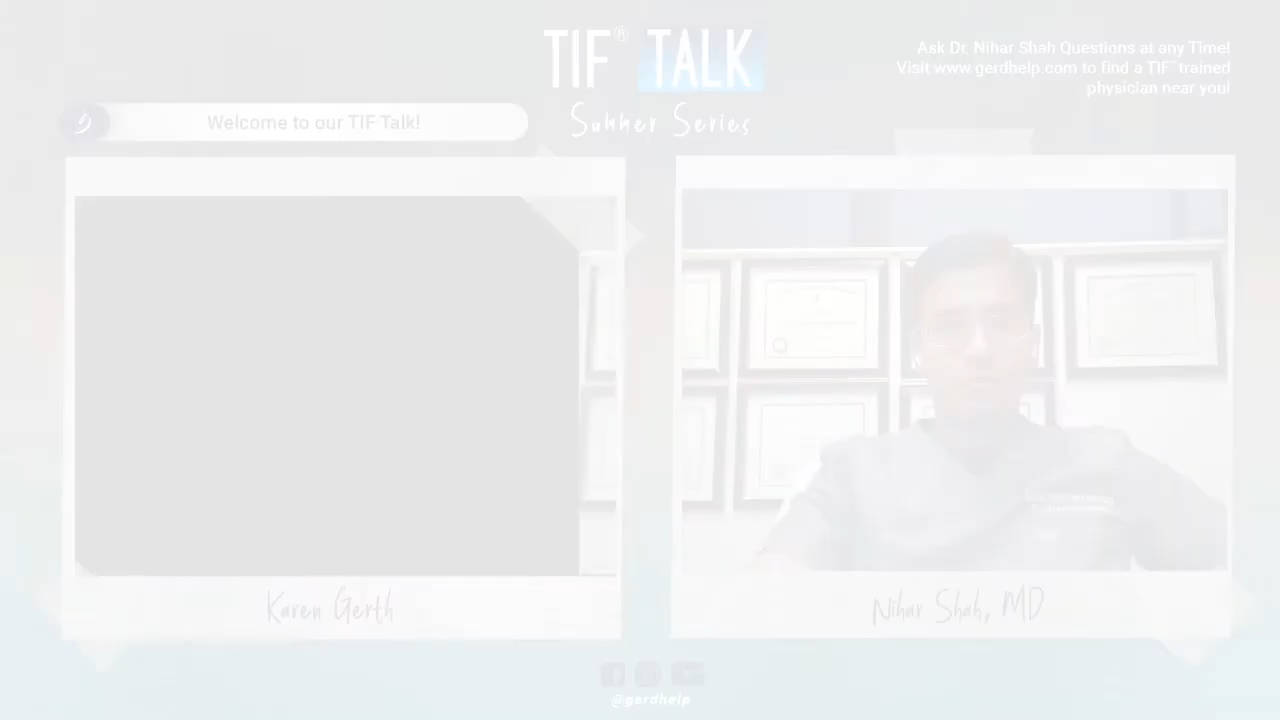 TIF® TALK
Summer Series
Ask Dr. Nihar Shah Questions at any Time!
Visit www.gerdhelp.com to find a TIF™ trained
physician near you!
Welcome to our TIF Talk!
Karen Gerth
Nihar Shah, MD
@gerdhelp